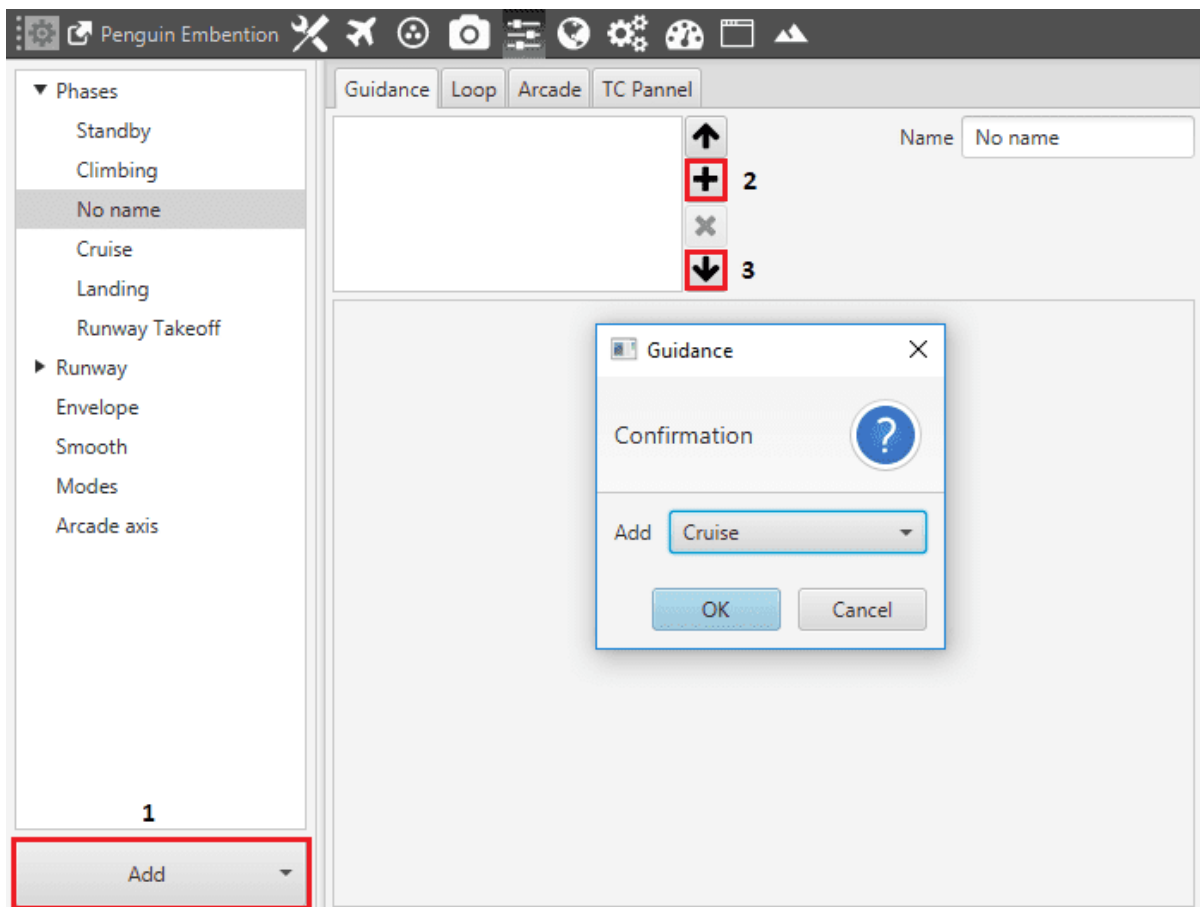 Penguin Embention
Phases
Standby
Climbing
No name
Cruise
Landing
Runway Takeoff
Runway
Envelope
Smooth
Modes
Arcade axis
1
Add
Guidance Loop Arcade TC Pannel
Name No name
2
3
Guidance
Confirmation
?
Add Cruise
OK Cancel